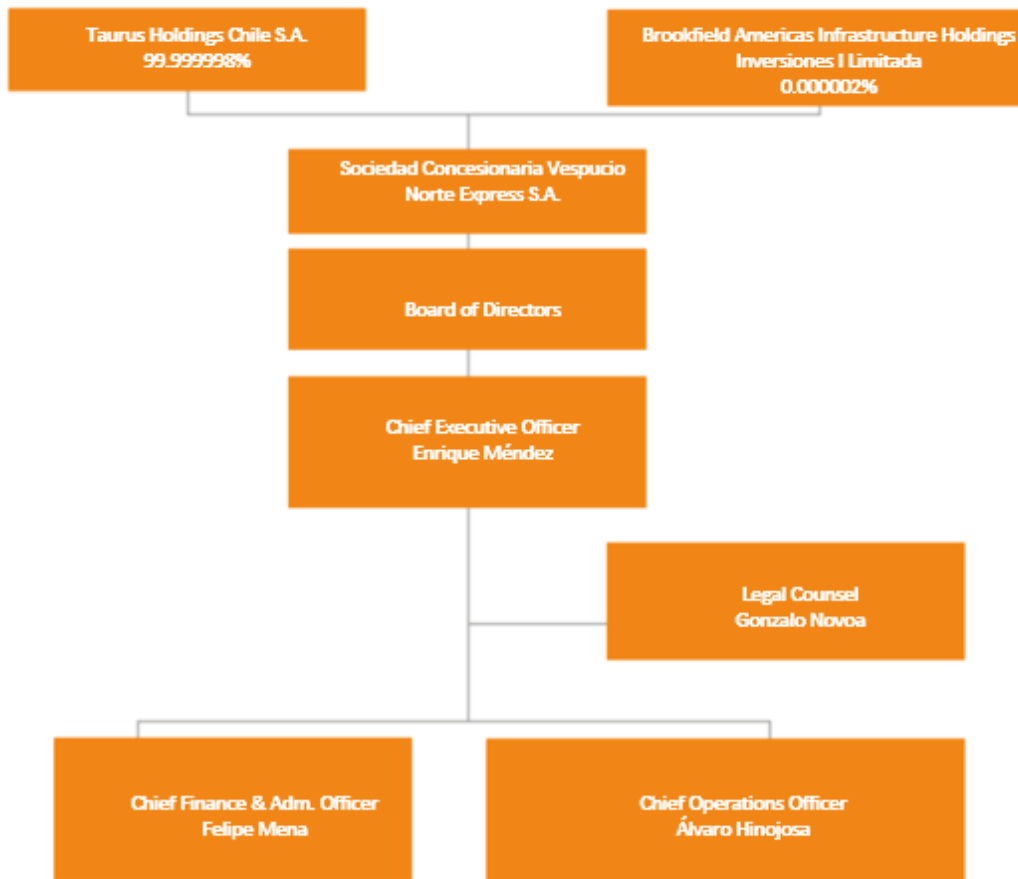 Taurus Holdings Chile S.A.
99.999998%
Brookfield Americas Infrastructure Holdings
Inversiones I Limitada
0.000002%
Sociedad Concesionaria Vespucio
Norte Express S.A.
Board of Directors
Chief Executive Officer
Enrique Méndez
Legal Counsel
Gonzalo Novoa
Chief Finance & Adm. Officer
Felipe Mena
Chief Operations Officer
Álvaro Hinojosa